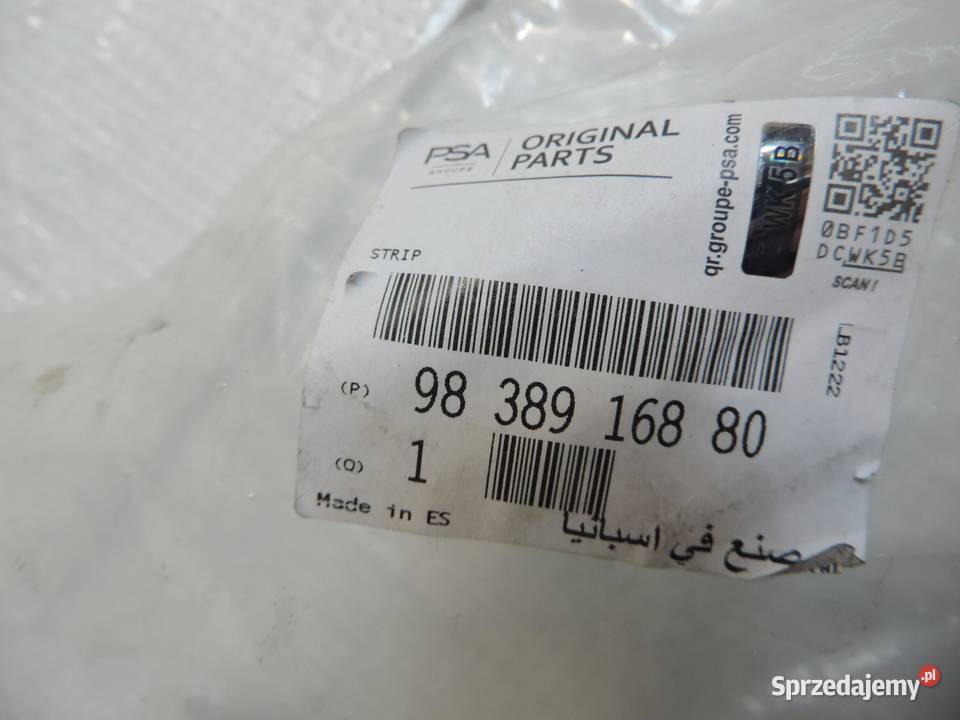 PSA
GROUPE
ORIGINAL
PARTS
qr.groupe-psa.com
WK5B
0BF1D5
DCWK5B
SCAN!
STRIP
LB1222
(P) 98 389 168 80
(Q) 1
Made in ES
صنع في اسبانيا
Sprzedajemy.pl